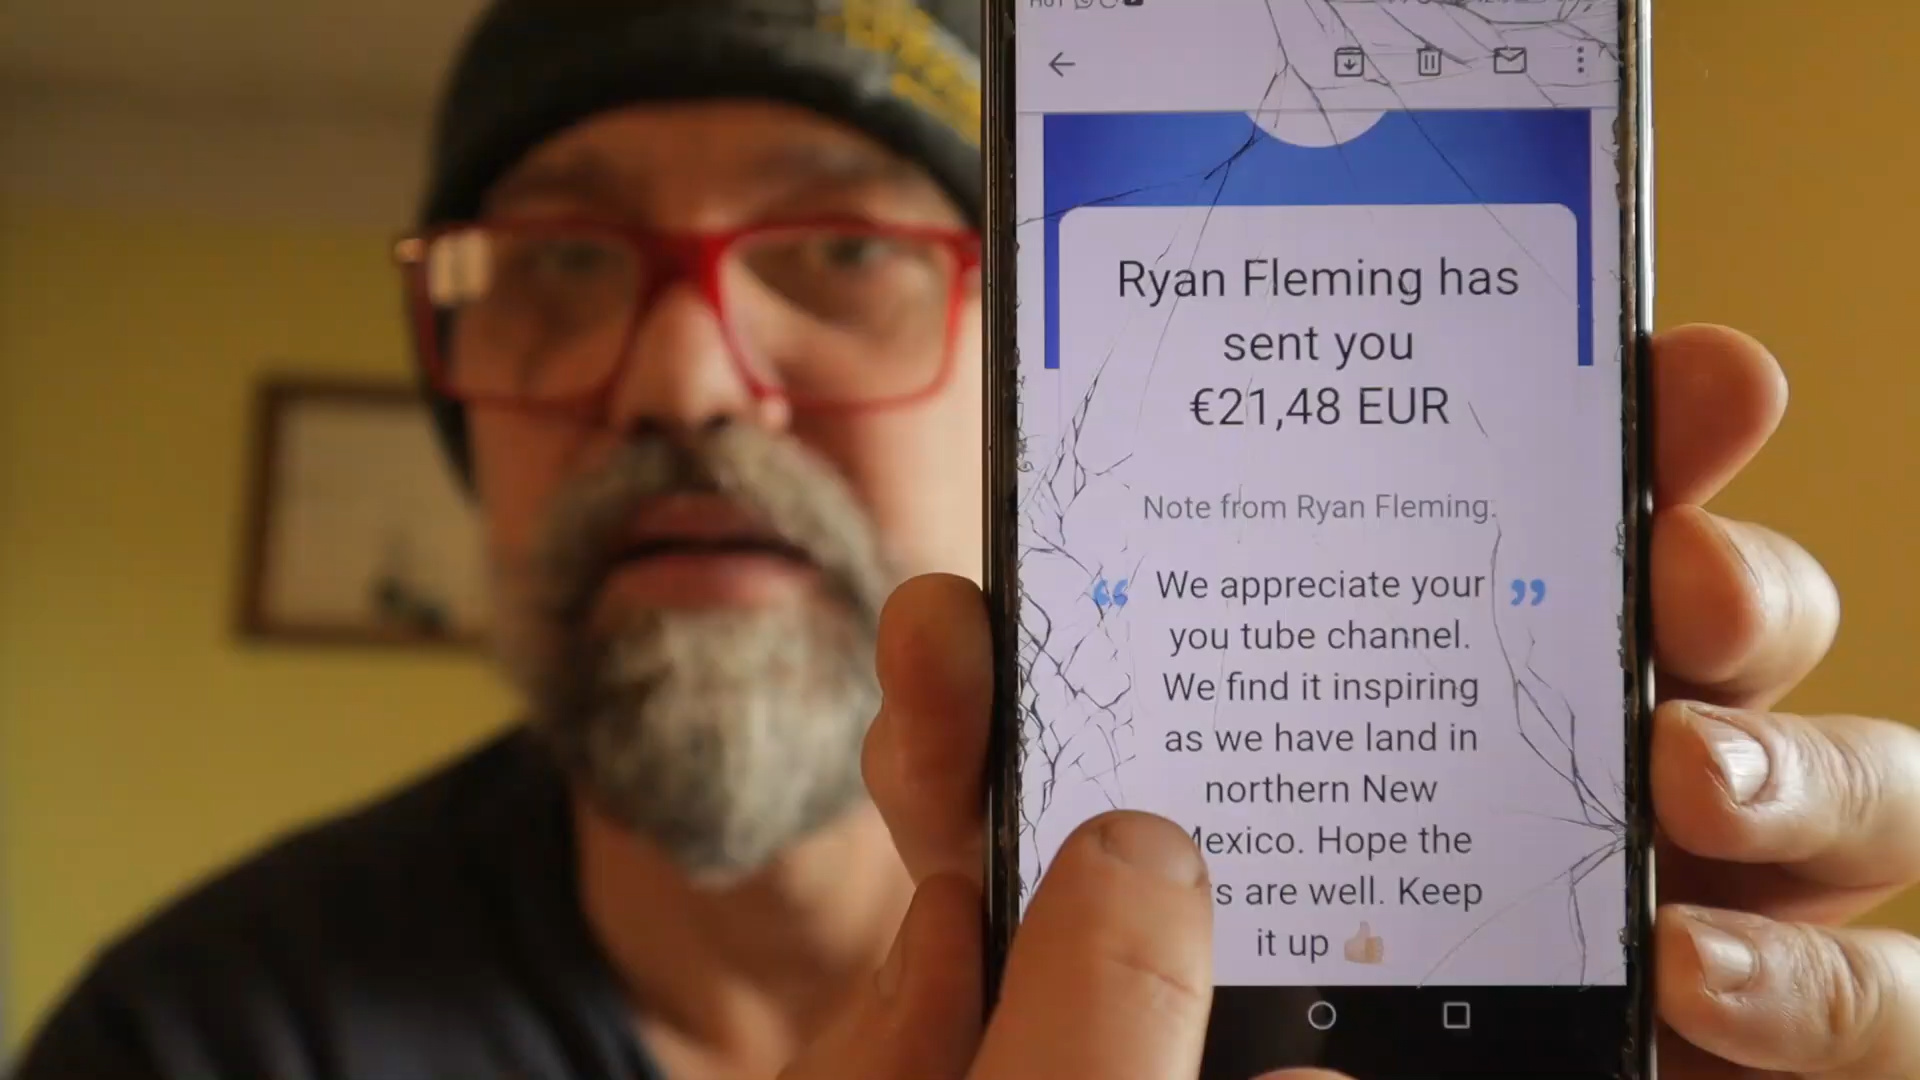 Ryan Fleming has
sent you
€21,48 EUR
Note from Ryan Fleming:
“ We appreciate your ”
you tube channel.
We find it inspiring
as we have land in
northern New
Mexico. Hope the
are well. Keep
it up 👍🏻